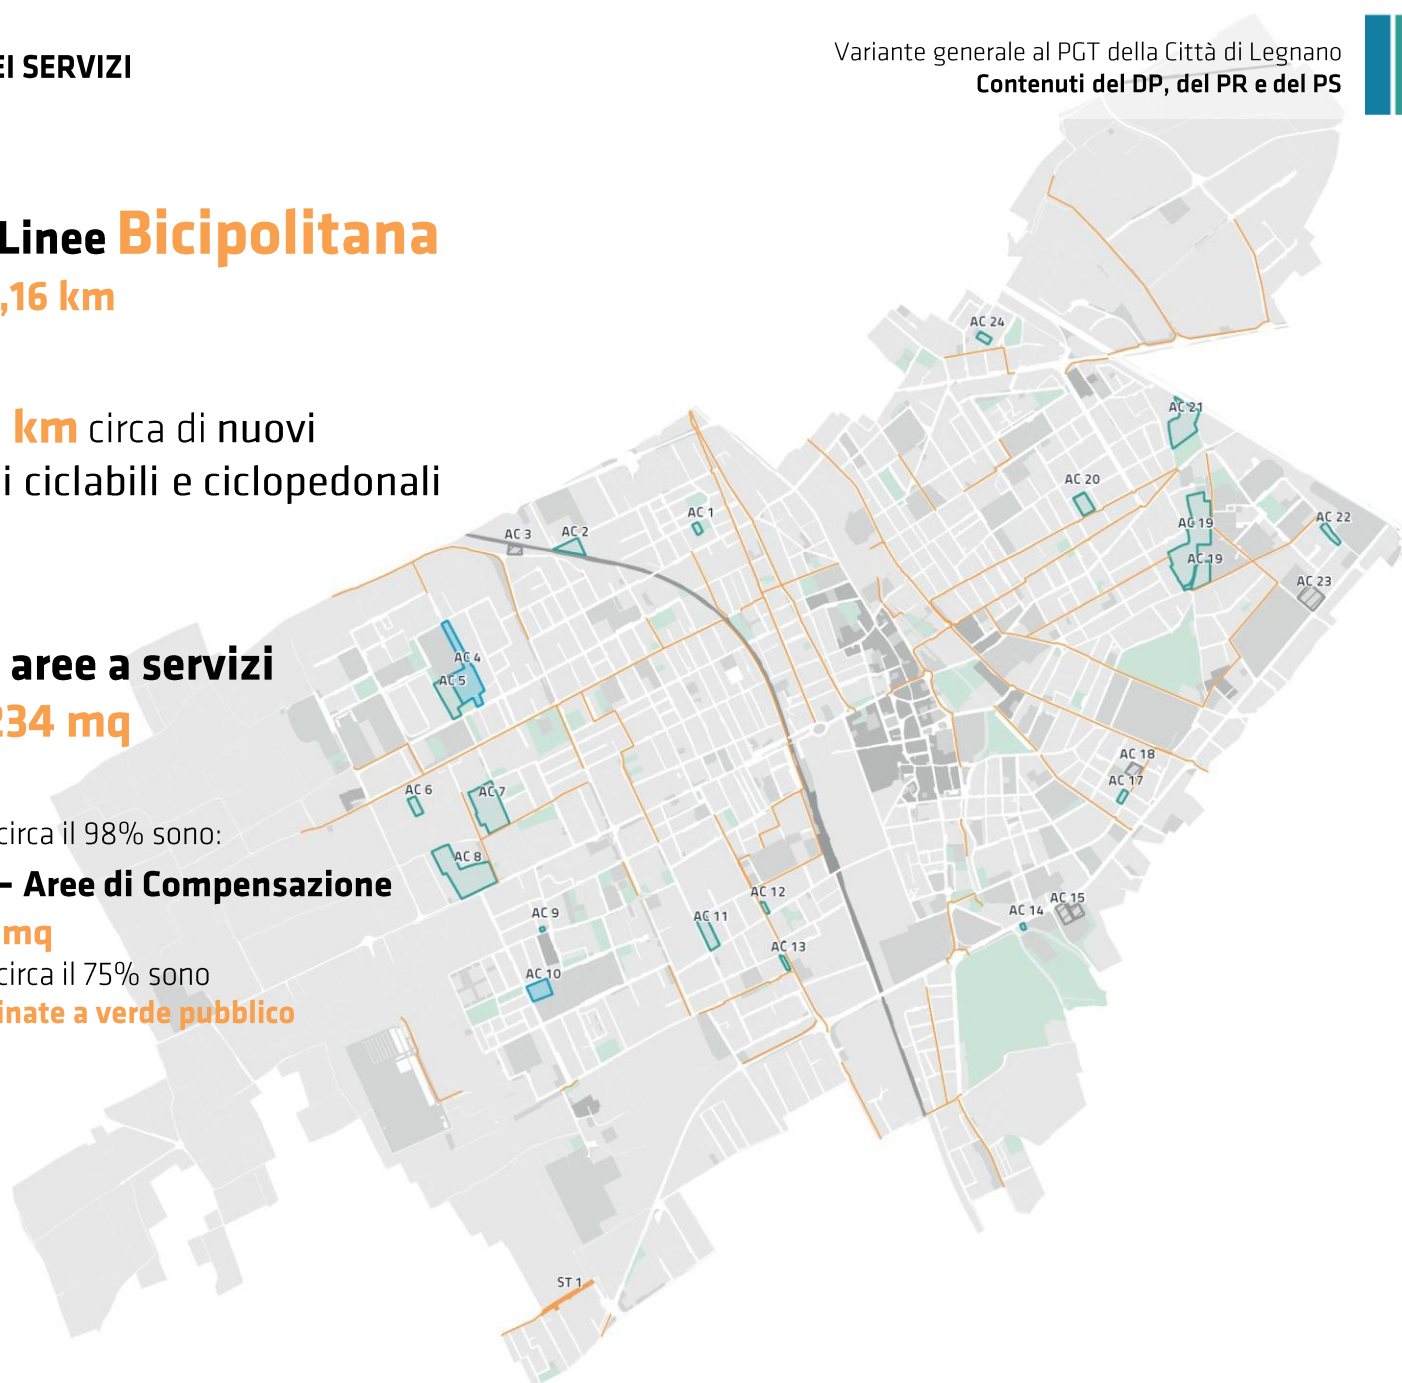 EI SERVIZI
Variante generale al PGT della Città di Legnano
Contenuti del DP, del PR e del PS
Linee Bicipolitana
,16 km
km circa di nuovi
i ciclabili e ciclopedonali
aree a servizi
234 mq
circa il 98% sono:
– Aree di Compensazione
mq
circa il 75% sono
inate a verde pubblico
AC 24
AC 21
AC 20
AC 1
AC 22
AC 19
AC 2
AC 3
AC 19
AC 23
AC 4
AC 5
AC 18
AC 17
AC 6
AC 7
AC 8
AC 12
AC 15
AC 14
AC 9
AC 11
AC 13
AC 10
ST 1